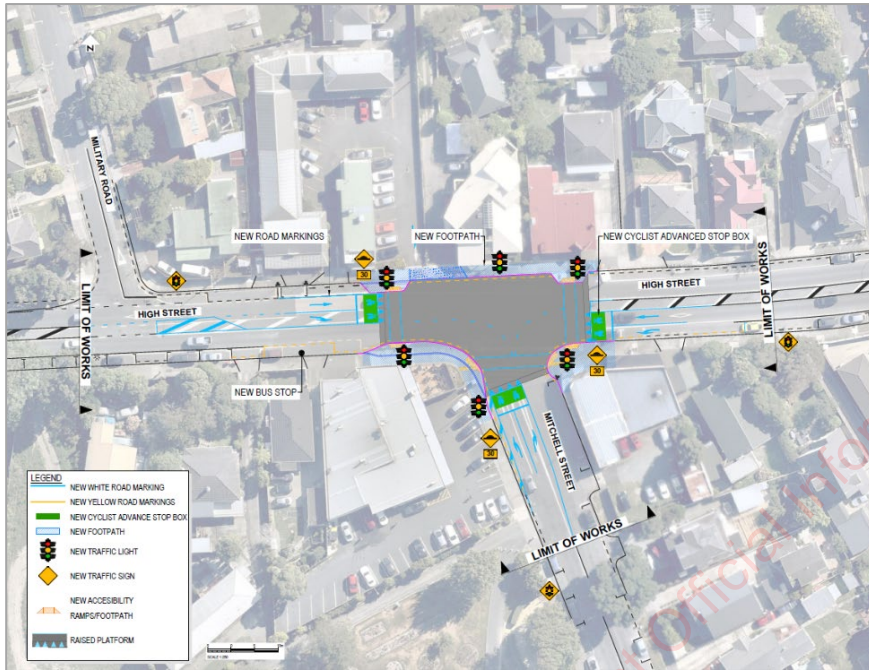 Z
MILITARY ROAD
NEW ROAD MARKINGS
NEW FOOTPATH
NEW CYCLIST ADVANCED STOP BOX
30
LIMIT OF WORKS
HIGH STREET
HIGH STREET
LIMIT OF WORKS
30
NEW BUS STOP
30
MITCHELL STREET
LIMIT OF WORKS
LEGEND
NEW WHITE ROAD MARKING
NEW YELLOW ROAD MARKINGS
NEW CYCLIST ADVANCE STOP BOX
NEW FOOTPATH
NEW TRAFFIC LIGHT
NEW TRAFFIC SIGN
NEW ACCESIBILITY
RAMPS/FOOTPATH
RAISED PLATFORM
Official Infor